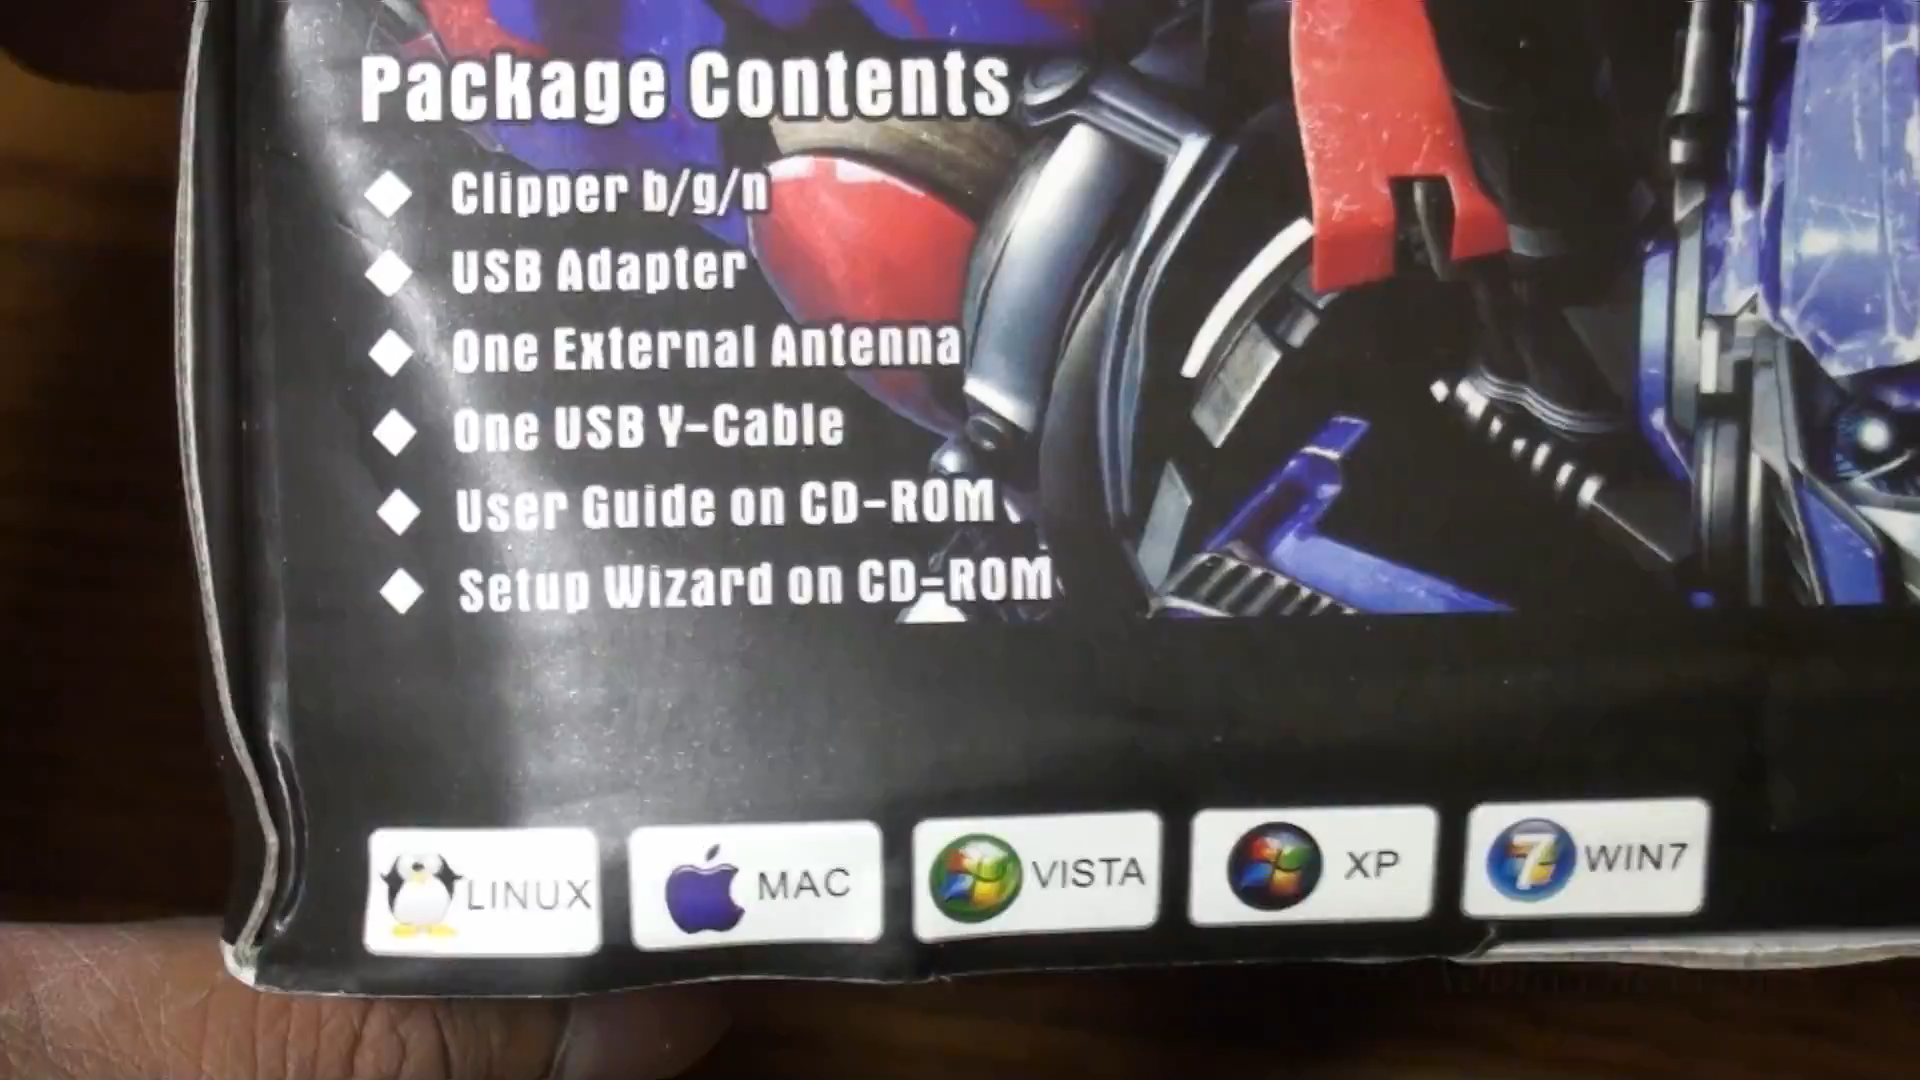 Package Contents
Clipper b/g/n
USB Adapter
One External Antenna
One USB Y-Cable
User Guide on CD-ROM
Setup Wizard on CD-ROM
LINUX
MAC
VISTA
XP
7 WIN7